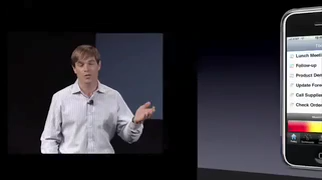 Lunch Meeti
Follow-up
Product Dem
Update Fore
Call Supplie
Check Order